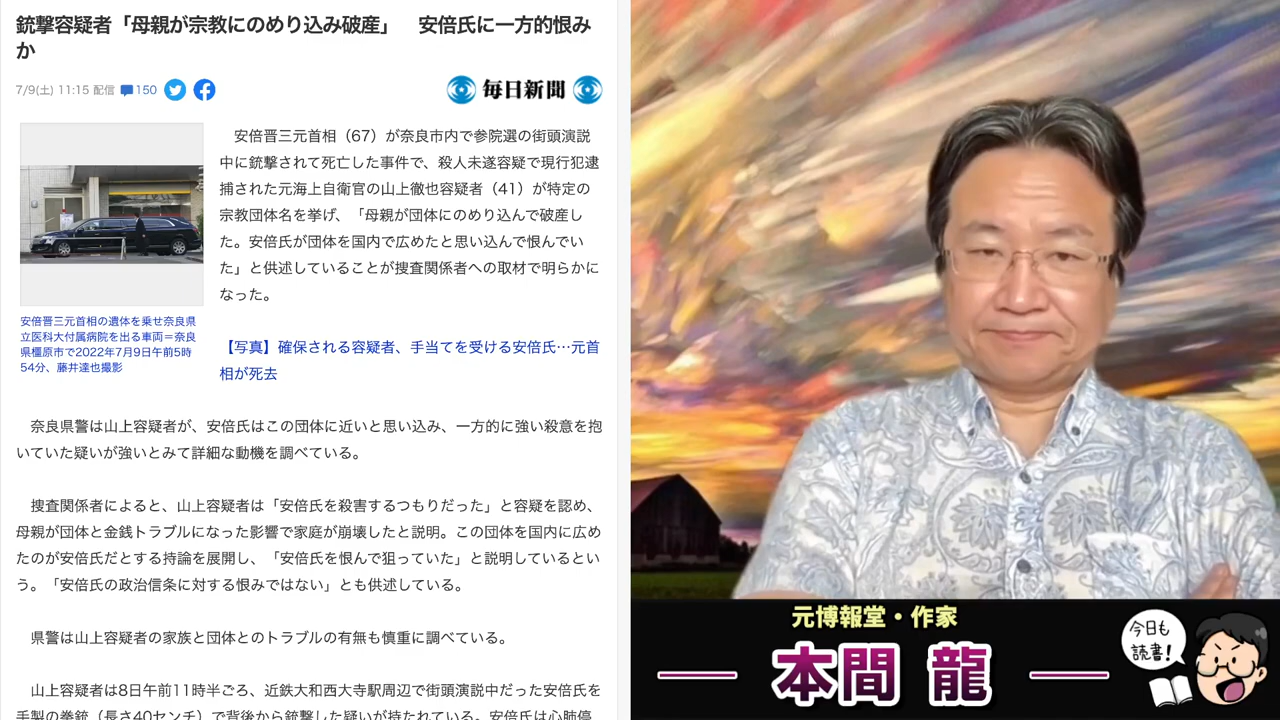 銃撃容疑者「母親が宗教にのめり込み破産」　安倍氏に一方的恨み
か
7/9(土) 11:15 配信 150
毎日新聞
安倍晋三元首相（67）が奈良市内で参院選の街頭演説
中に銃撃されて死亡した事件で、殺人未遂容疑で現行犯逮
捕された元海上自衛官の山上徹也容疑者（41）が特定の
宗教団体名を挙げ、「母親が団体にのめり込んで破産し
た。安倍氏が団体を国内で広めたと思い込んで恨んでい
た」と供述していることが捜査関係者への取材で明らかに
なった。
安倍晋三元首相の遺体を乗せ奈良県
立医科大付属病院を出る車両＝奈良
県橿原市で2022年7月9日午前5時
54分、藤井達也撮影
【写真】確保される容疑者、手当てを受ける安倍氏…元首
相が死去
奈良県警は山上容疑者が、安倍氏はこの団体に近いと思い込み、一方的に強い殺意を抱
いていた疑いが強いとみて詳細な動機を調べている。
捜査関係者によると、山上容疑者は「安倍氏を殺害するつもりだった」と容疑を認め、
母親が団体と金銭トラブルになった影響で家庭が崩壊したと説明。この団体を国内に広め
たのが安倍氏だとする持論を展開し、「安倍氏を恨んで狙っていた」と説明しているとい
う。「安倍氏の政治信条に対する恨みではない」とも供述している。
県警は山上容疑者の家族と団体とのトラブルの有無も慎重に調べている。
山上容疑者は8日午前11時半ごろ、近鉄大和西大寺駅周辺で街頭演説中だった安倍氏を
手製の拳銃（長さ40センチ）で背後から銃撃した疑いが持たれている。安倍氏は心肺停
元博報堂・作家
本間 龍
今日も
読書！